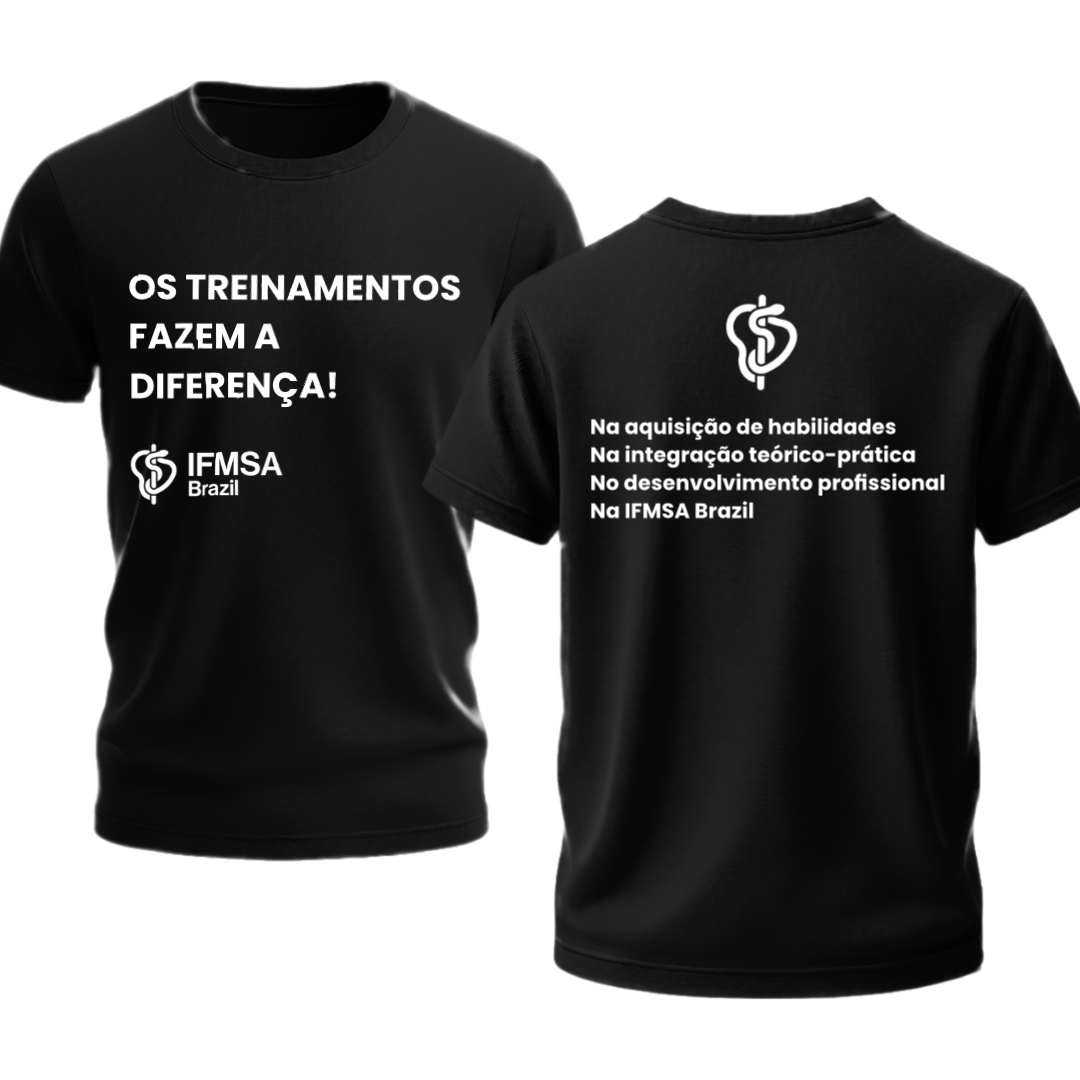 OS TREINAMENTOS
FAZEM A
DIFERENÇA!
IFMSA
Brazil
Na aquisição de habilidades
Na integração teórico-prática
No desenvolvimento profissional
Na IFMSA Brazil